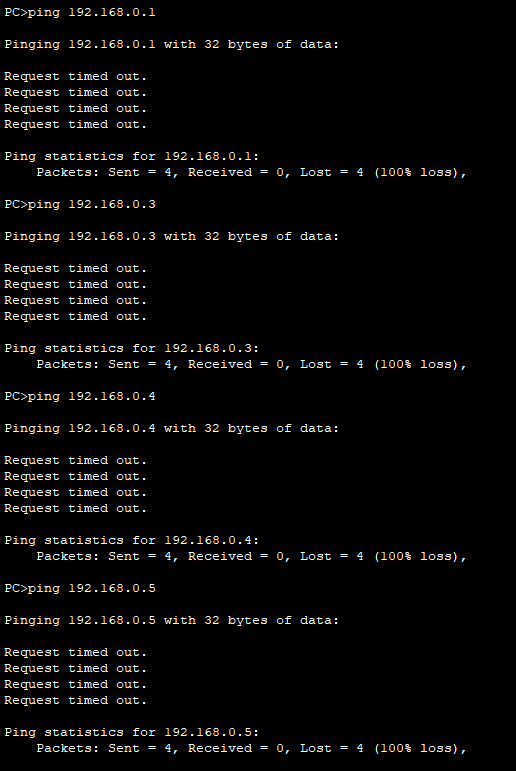 PC>ping 192.168.0.1
Pinging 192.168.0.1 with 32 bytes of data:
Request timed out.
Request timed out.
Request timed out.
Request timed out.
Ping statistics for 192.168.0.1:
Packets: Sent = 4, Received = 0, Lost = 4 (100% loss),
PC>ping 192.168.0.3
Pinging 192.168.0.3 with 32 bytes of data:
Request timed out.
Request timed out.
Request timed out.
Request timed out.
Ping statistics for 192.168.0.3:
Packets: Sent = 4, Received = 0, Lost = 4 (100% loss),
PC>ping 192.168.0.4
Pinging 192.168.0.4 with 32 bytes of data:
Request timed out.
Request timed out.
Request timed out.
Request timed out.
Ping statistics for 192.168.0.4:
Packets: Sent = 4, Received = 0, Lost = 4 (100% loss),
PC>ping 192.168.0.5
Pinging 192.168.0.5 with 32 bytes of data:
Request timed out.
Request timed out.
Request timed out.
Request timed out.
Ping statistics for 192.168.0.5:
Packets: Sent = 4, Received = 0, Lost = 4 (100% loss),